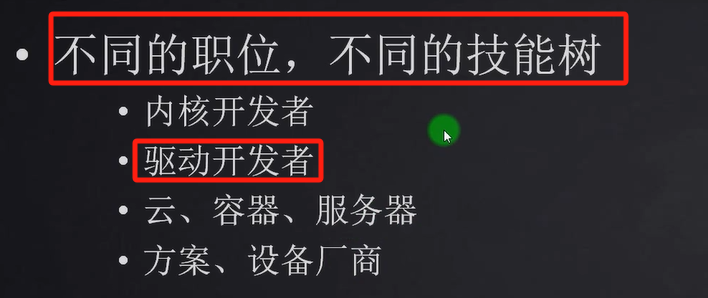 • 不同的职位，不同的技能树
• 内核开发者
• 驱动开发者
• 云、容器、服务器
• 方案、设备厂商